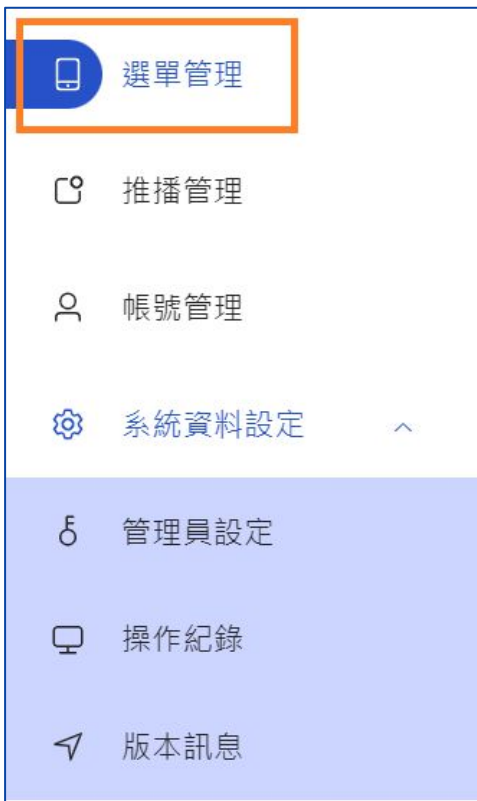 選單管理
推播管理
帳號管理
系統資料設定
管理員設定
操作紀錄
版本訊息